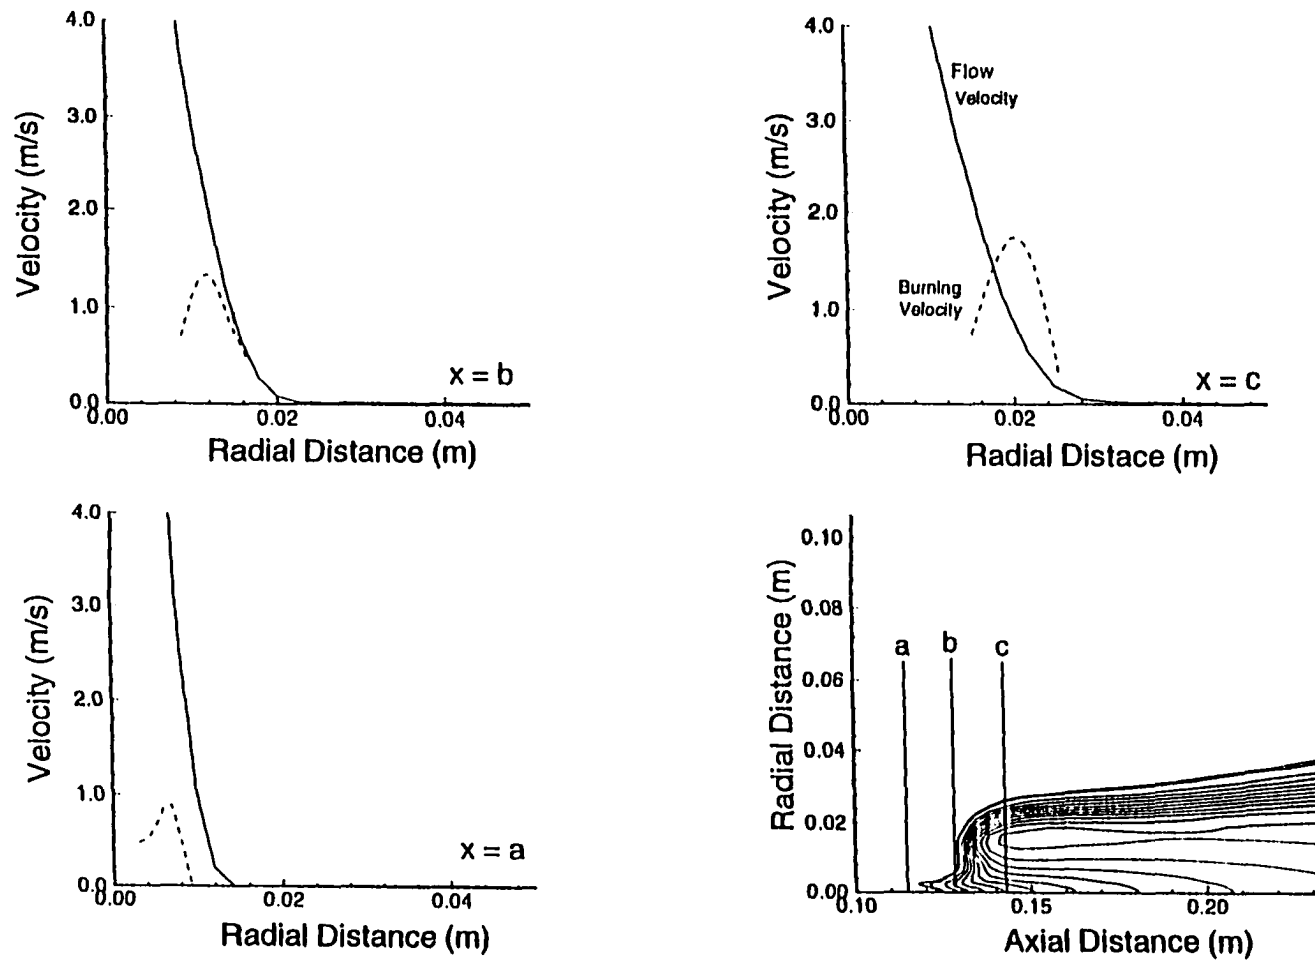 4.0
3.0
2.0
1.0
0.0
Velocity (m/s)
x = b
0.00
0.02
0.04
Radial Distance (m)
4.0
3.0
2.0
1.0
0.0
Velocity (m/s)
Flow
Velocity
Burning
Velocity
x = c
0.00
0.02
0.04
Radial Distace (m)
4.0
3.0
2.0
1.0
0.0
Velocity (m/s)
x = a
0.00
0.02
0.04
Radial Distance (m)
0.10
0.08
0.06
0.04
0.02
0.00
Radial Distance (m)
a
b
c
0.10
0.15
0.20
Axial Distance (m)